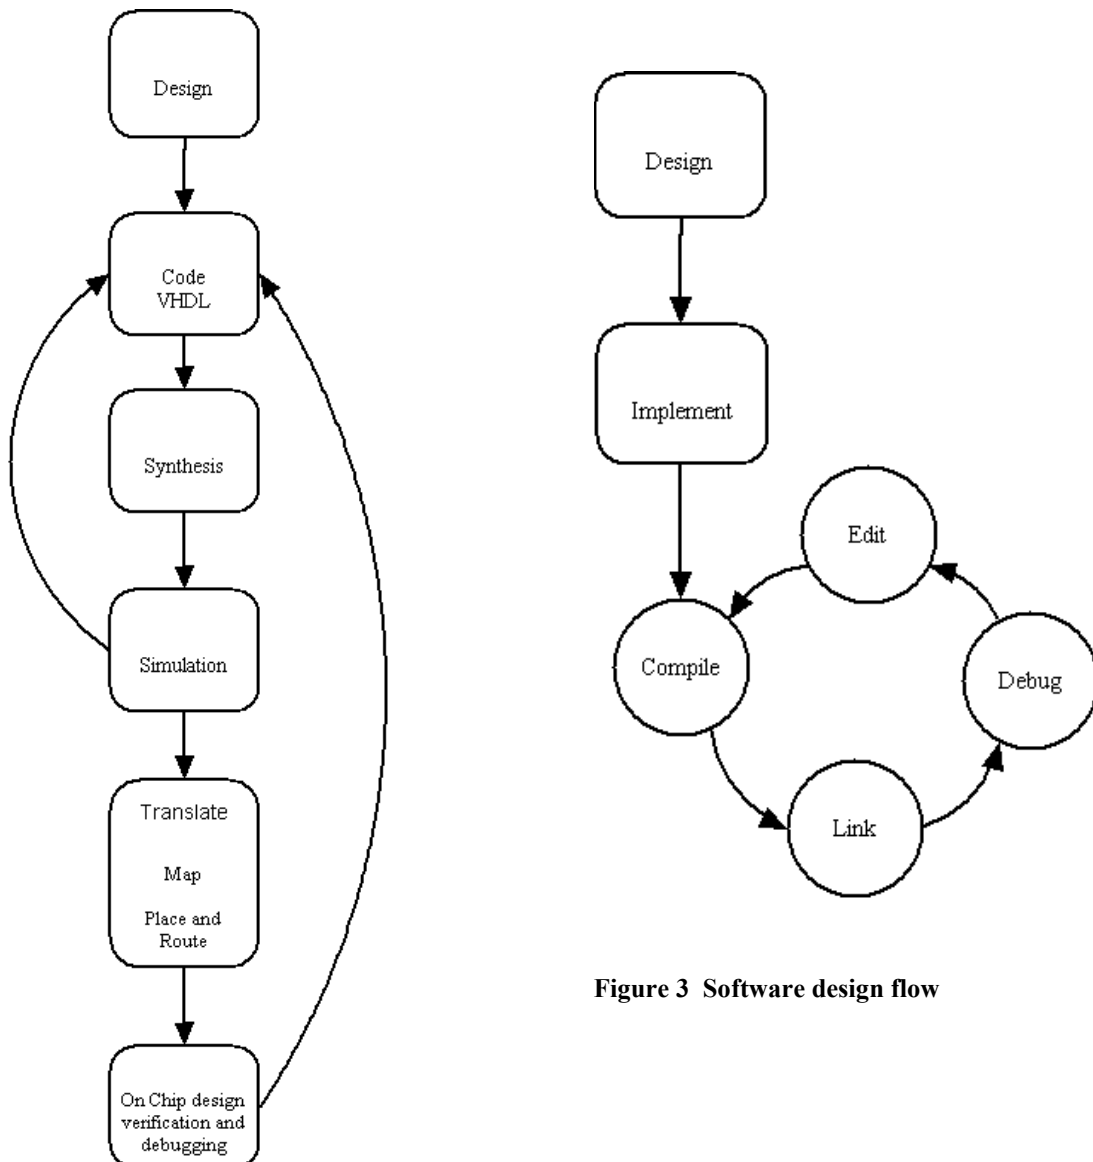 Design
Code
VHDL
Synthesis
Simulation
Translate
Map
Place and
Route
On Chip design
verification and
debugging
Design
Implement
Edit
Compile
Debug
Link
Figure 3  Software design flow